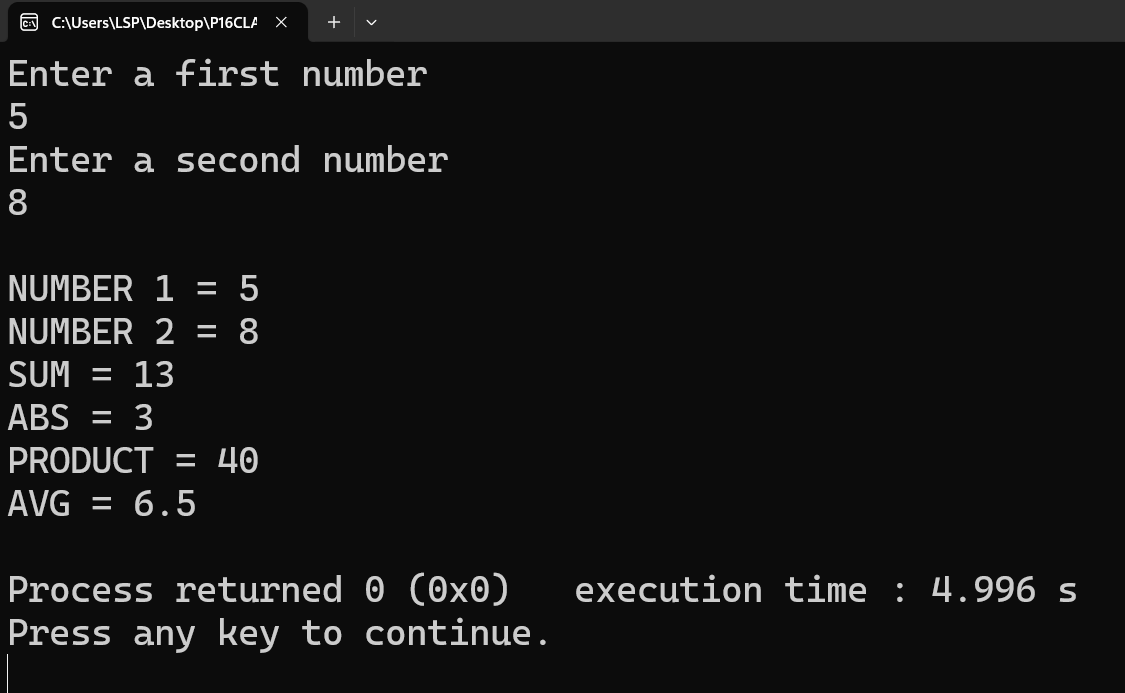 C:\Users\LSP\Desktop\P16CLA
Enter a first number
5
Enter a second number
8
NUMBER 1 = 5
NUMBER 2 = 8
SUM = 13
ABS = 3
PRODUCT = 40
AVG = 6.5
Process returned 0 (0x0)   execution time : 4.996 s
Press any key to continue.